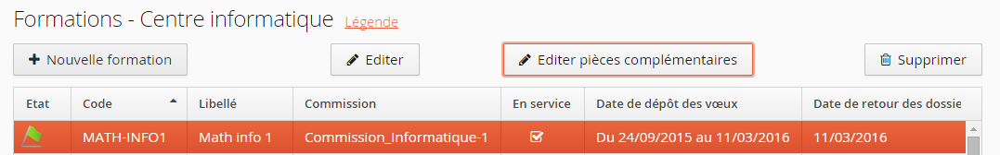 Formations - Centre informatique Légende
Nouvelle formation Editer Editer pièces complémentaires Supprimer
Etat Code Libellé Commission En service Date de dépôt des vœux Date de retour des dossie
MATH-INFO1 Math info 1 Commission_Informatique-1 Du 24/09/2015 au 11/03/2016 11/03/2016